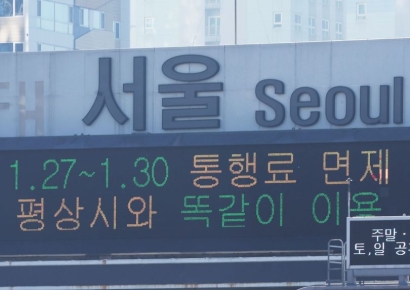 서울 Seoul
1.27~1.30 통행료 면제
평상시와 똑같이 이용
주말·
토,일 공